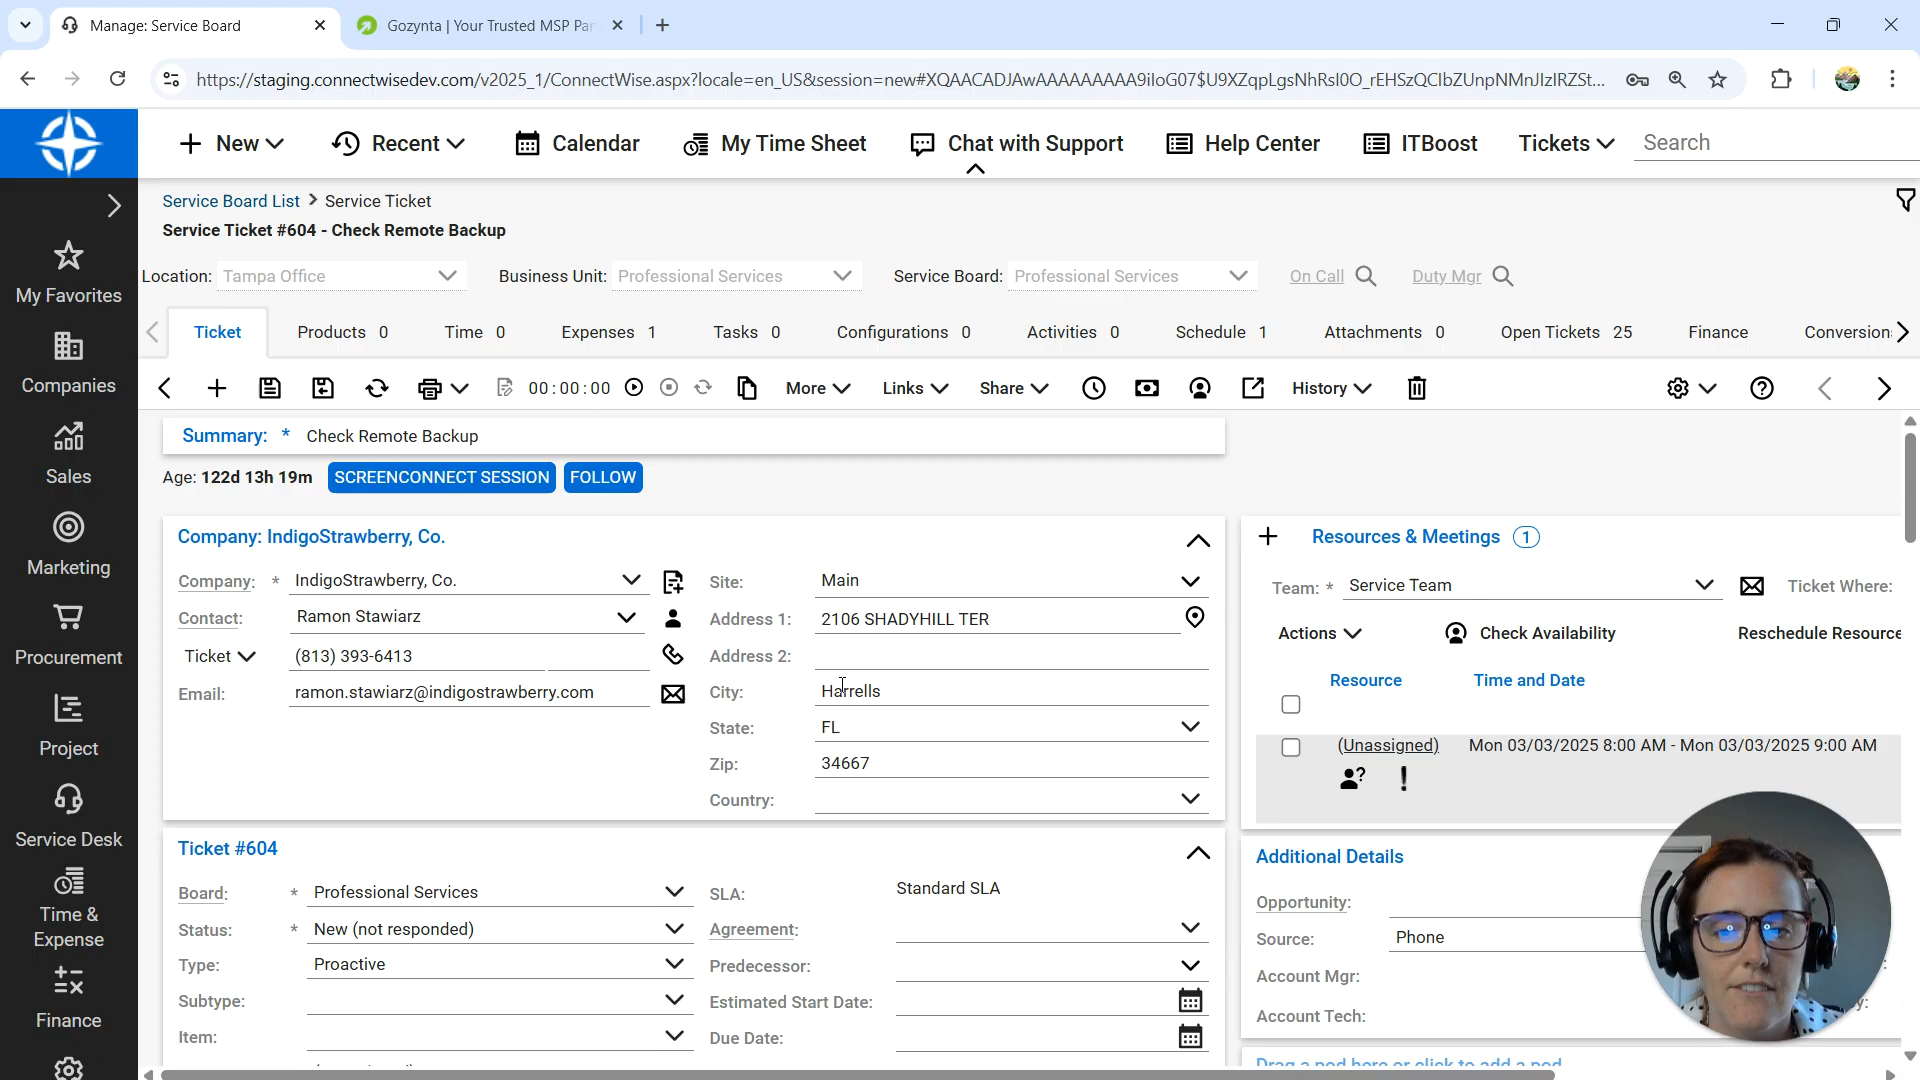 Manage: Service Board
Gozynta | Your Trusted MSP Par
https://staging.connectwisedev.com/v2025_1/ConnectWise.aspx?locale=en_US&session=new#
New
Recent
Calendar
My Time Sheet
Chat with Support
Help Center
ITBoost
Tickets
Search
Service Board List > Service Ticket
Service Ticket #604 - Check Remote Backup
Location: Tampa Office
Business Unit: Professional Services
Service Board: Professional Services
On Call
Duty Mgr
Ticket
Products 0
Time 0
Expenses 1
Tasks 0
Configurations 0
Activities 0
Schedule 1
Attachments 0
Open Tickets 25
Finance
Conversion
00:00:00
More
Links
Share
History
Summary: * Check Remote Backup
Age: 122d 13h 19m
SCREENCONNECT SESSION
FOLLOW
Company: IndigoStrawberry, Co.
Company: * IndigoStrawberry, Co.
Contact: Ramon Stawiarz
Ticket (813) 393-6413
Email: ramon.stawiarz@indigostrawberry.com
Site: Main
Address 1: 2106 SHADYHILL TER
Address 2:
City: Harrells
State: FL
Zip: 34667
Country:
Resources & Meetings 1
Team: * Service Team
Ticket Where:
Actions
Check Availability
Reschedule Resource
Resource
Time and Date
(Unassigned)
Mon 03/03/2025 8:00 AM - Mon 03/03/2025 9:00 AM
Ticket #604
Board: * Professional Services
Status: * New (not responded)
Type: Proactive
Subtype:
Item:
SLA: Standard SLA
Agreement:
Predecessor:
Estimated Start Date:
Due Date:
Additional Details
Opportunity:
Source: Phone
Account Mgr:
Account Tech:
Drag a pod here or click to add a pod
My Favorites
Companies
Sales
Marketing
Procurement
Project
Service Desk
Time &
Expense
Finance